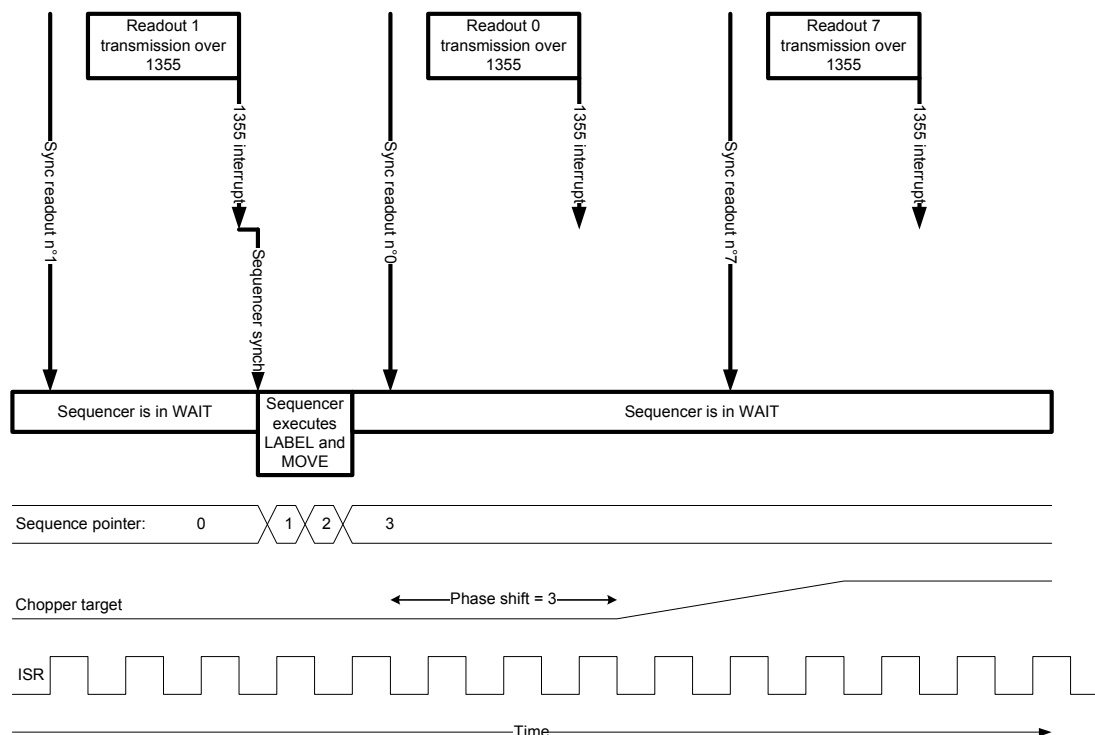 Readout 1
transmission over
1355
Readout 0
transmission over
1355
Readout 7
transmission over
1355
Sync readout n°1
1355 interrupt
Sequencer synch
Sync readout n°0
1355 interrupt
Sync readout n°7
1355 interrupt
Sequencer is in WAIT
Sequencer
executes
LABEL and
MOVE
Sequencer is in WAIT
Sequence pointer: 0 1 2 3
Chopper target
Phase shift = 3
ISR
Time